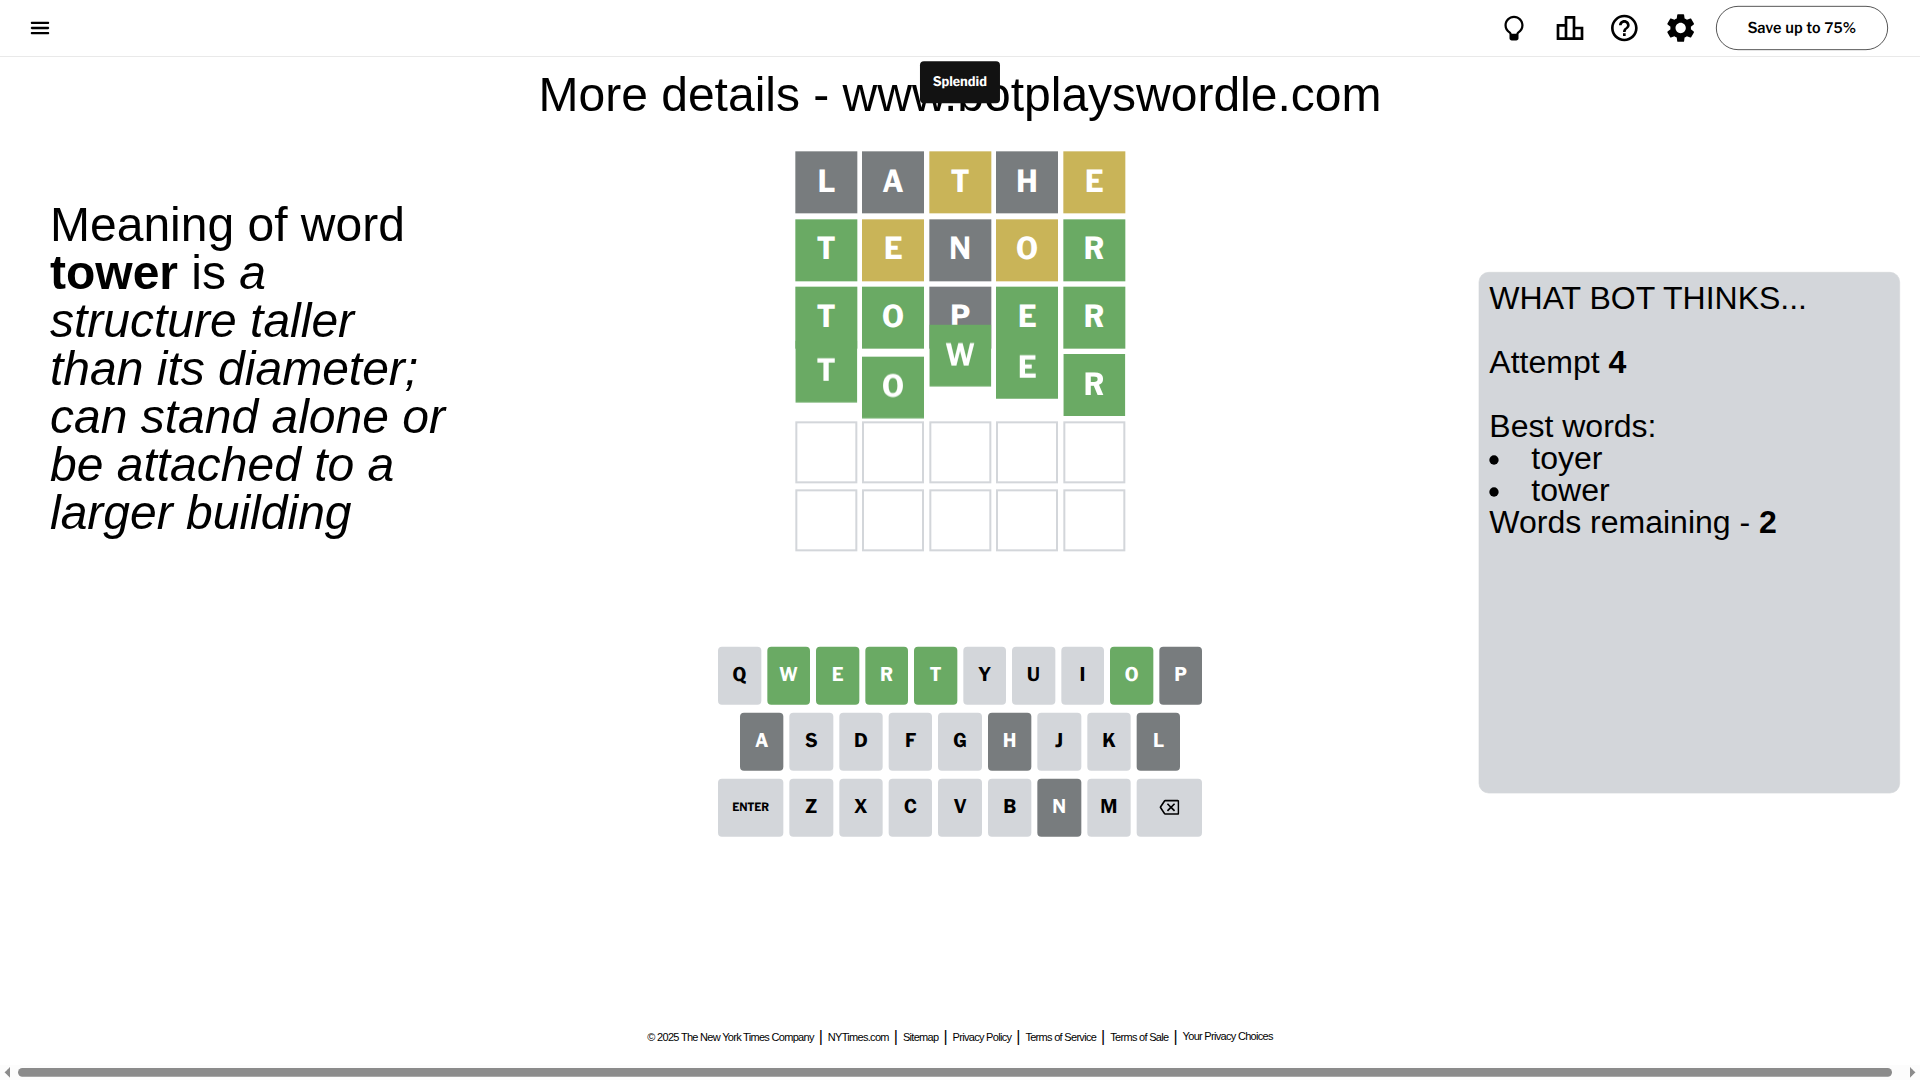 Save up to 75%
Splendid
More details - www.botplayswordle.com
Meaning of word
tower is a
structure taller
than its diameter;
can stand alone or
be attached to a
larger building
L A T H E
T E N O R
T O P E R
T O W E R
WHAT BOT THINKS...
Attempt 4
Best words:
• toyer
• tower
Words remaining - 2
Q W E R T Y U I O P
A S D F G H J K L
ENTER Z X C V B N M
© 2025 The New York Times Company | NYTimes.com | Sitemap | Privacy Policy | Terms of Service | Terms of Sale | Your Privacy Choices